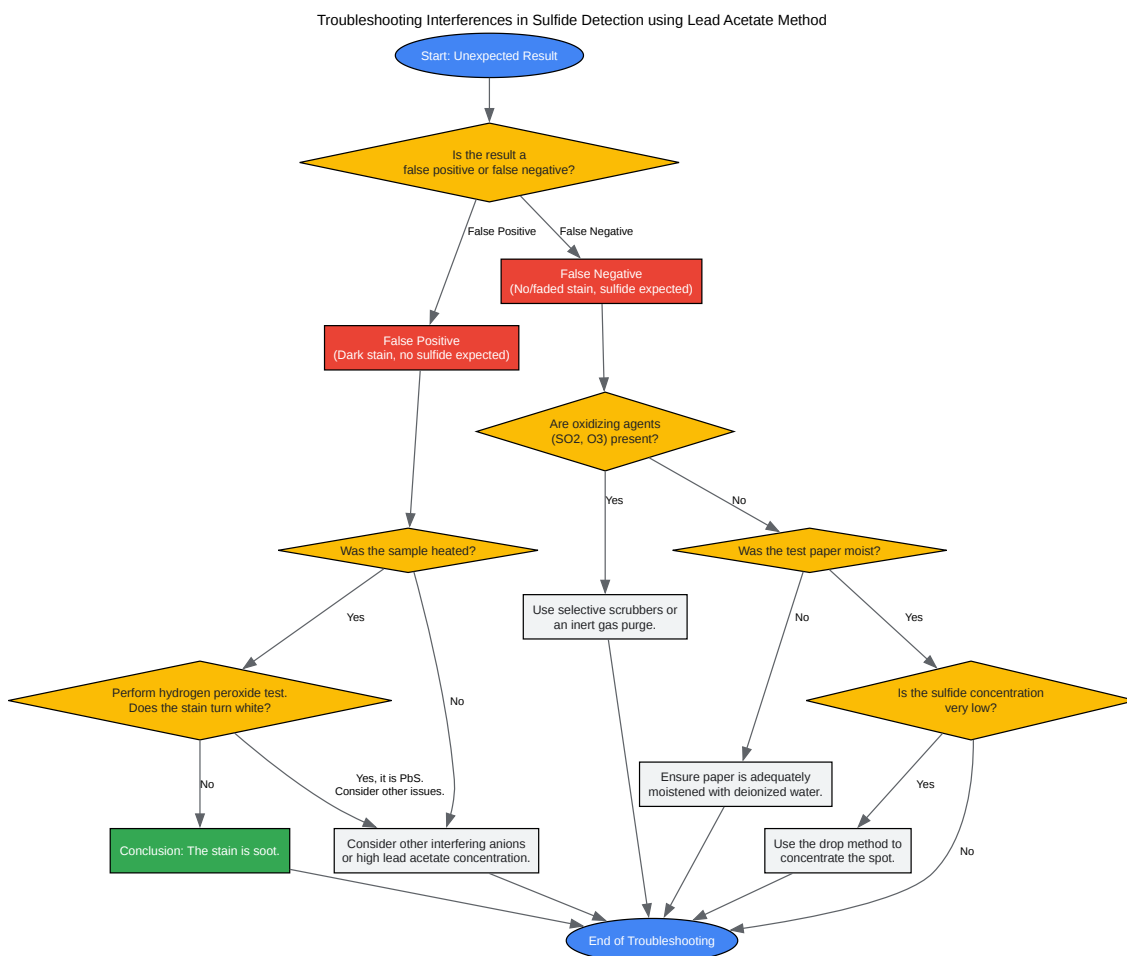 Troubleshooting Interferences in Sulfide Detection using Lead Acetate Method
Start: Unexpected Result
Is the result a
false positive or false negative?
False Positive
False Negative
False Negative
(No/faded stain, sulfide expected)
False Positive
(Dark stain, no sulfide expected)
Are oxidizing agents
(SO2, O3) present?
Yes
No
Was the sample heated?
Was the test paper moist?
Use selective scrubbers or
an inert gas purge.
Yes
No
Yes
Perform hydrogen peroxide test.
Does the stain turn white?
No
Is the sulfide concentration
very low?
No
Yes, it is PbS.
Consider other issues.
Ensure paper is adequately
moistened with deionized water.
Yes
Conclusion: The stain is soot.
Consider other interfering anions
or high lead acetate concentration.
Use the drop method to
concentrate the spot.
No
End of Troubleshooting